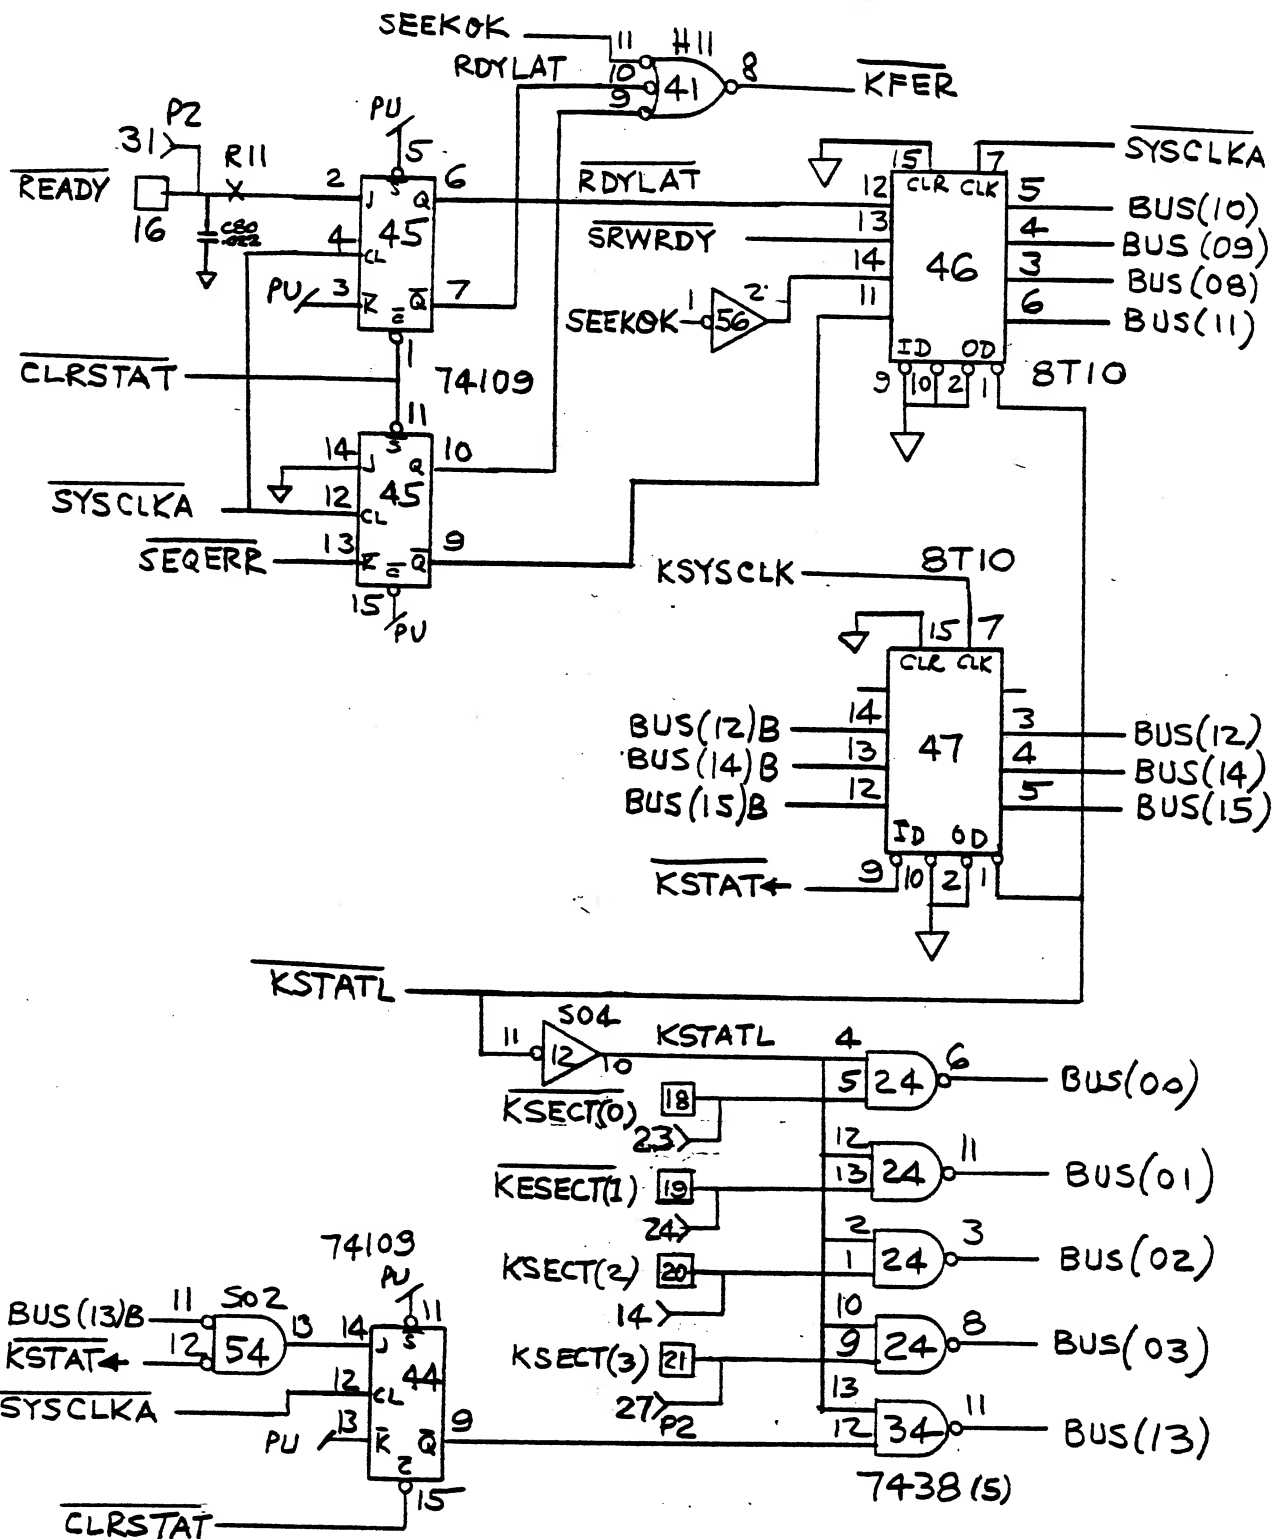 SEEKOK
11
H11
RDYLAT
10
9
41
8
KFER
P2
31
R11
PU
5
READY
16
C80
.022
2
J
S
Q
6
45
4
CL
PU
3
K
C
Q
7
1
RDYLAT
SRWRDY
SEEKOK
1
56
2
12
13
14
11
15
7
CLR
CLK
46
ID
OD
9
10
2
1
8T10
SYSCLKA
5
BUS(10)
4
BUS(09)
3
BUS(08)
6
BUS(11)
CLRSTAT
74109
11
S
14
J
Q
10
45
SYSCLKA
12
CL
SEQERR
13
K
C
Q
9
15
PU
KSYSCLK
8T10
15
7
CLR
CLK
47
BUS(12)B
14
BUS(14)B
13
BUS(15)B
12
3
BUS(12)
4
BUS(14)
5
BUS(15)
ID
OD
KSTAT←
9
10
2
1
KSTATL
S04
11
12
10
KSTATL
4
5
24
6
BUS(00)
KSECT(0)
18
23
12
13
24
11
BUS(01)
KESECT(1)
19
24
2
1
24
3
BUS(02)
KSECT(2)
20
14
10
9
24
8
BUS(03)
KSECT(3)
21
27
P2
13
12
34
11
BUS(13)
7438(5)
74109
PU
11
BUS(13)B
11
S02
KSTAT←
12
54
13
14
J
S
44
SYSCLKA
12
CL
PU
13
K
Q
9
15
CLRSTAT